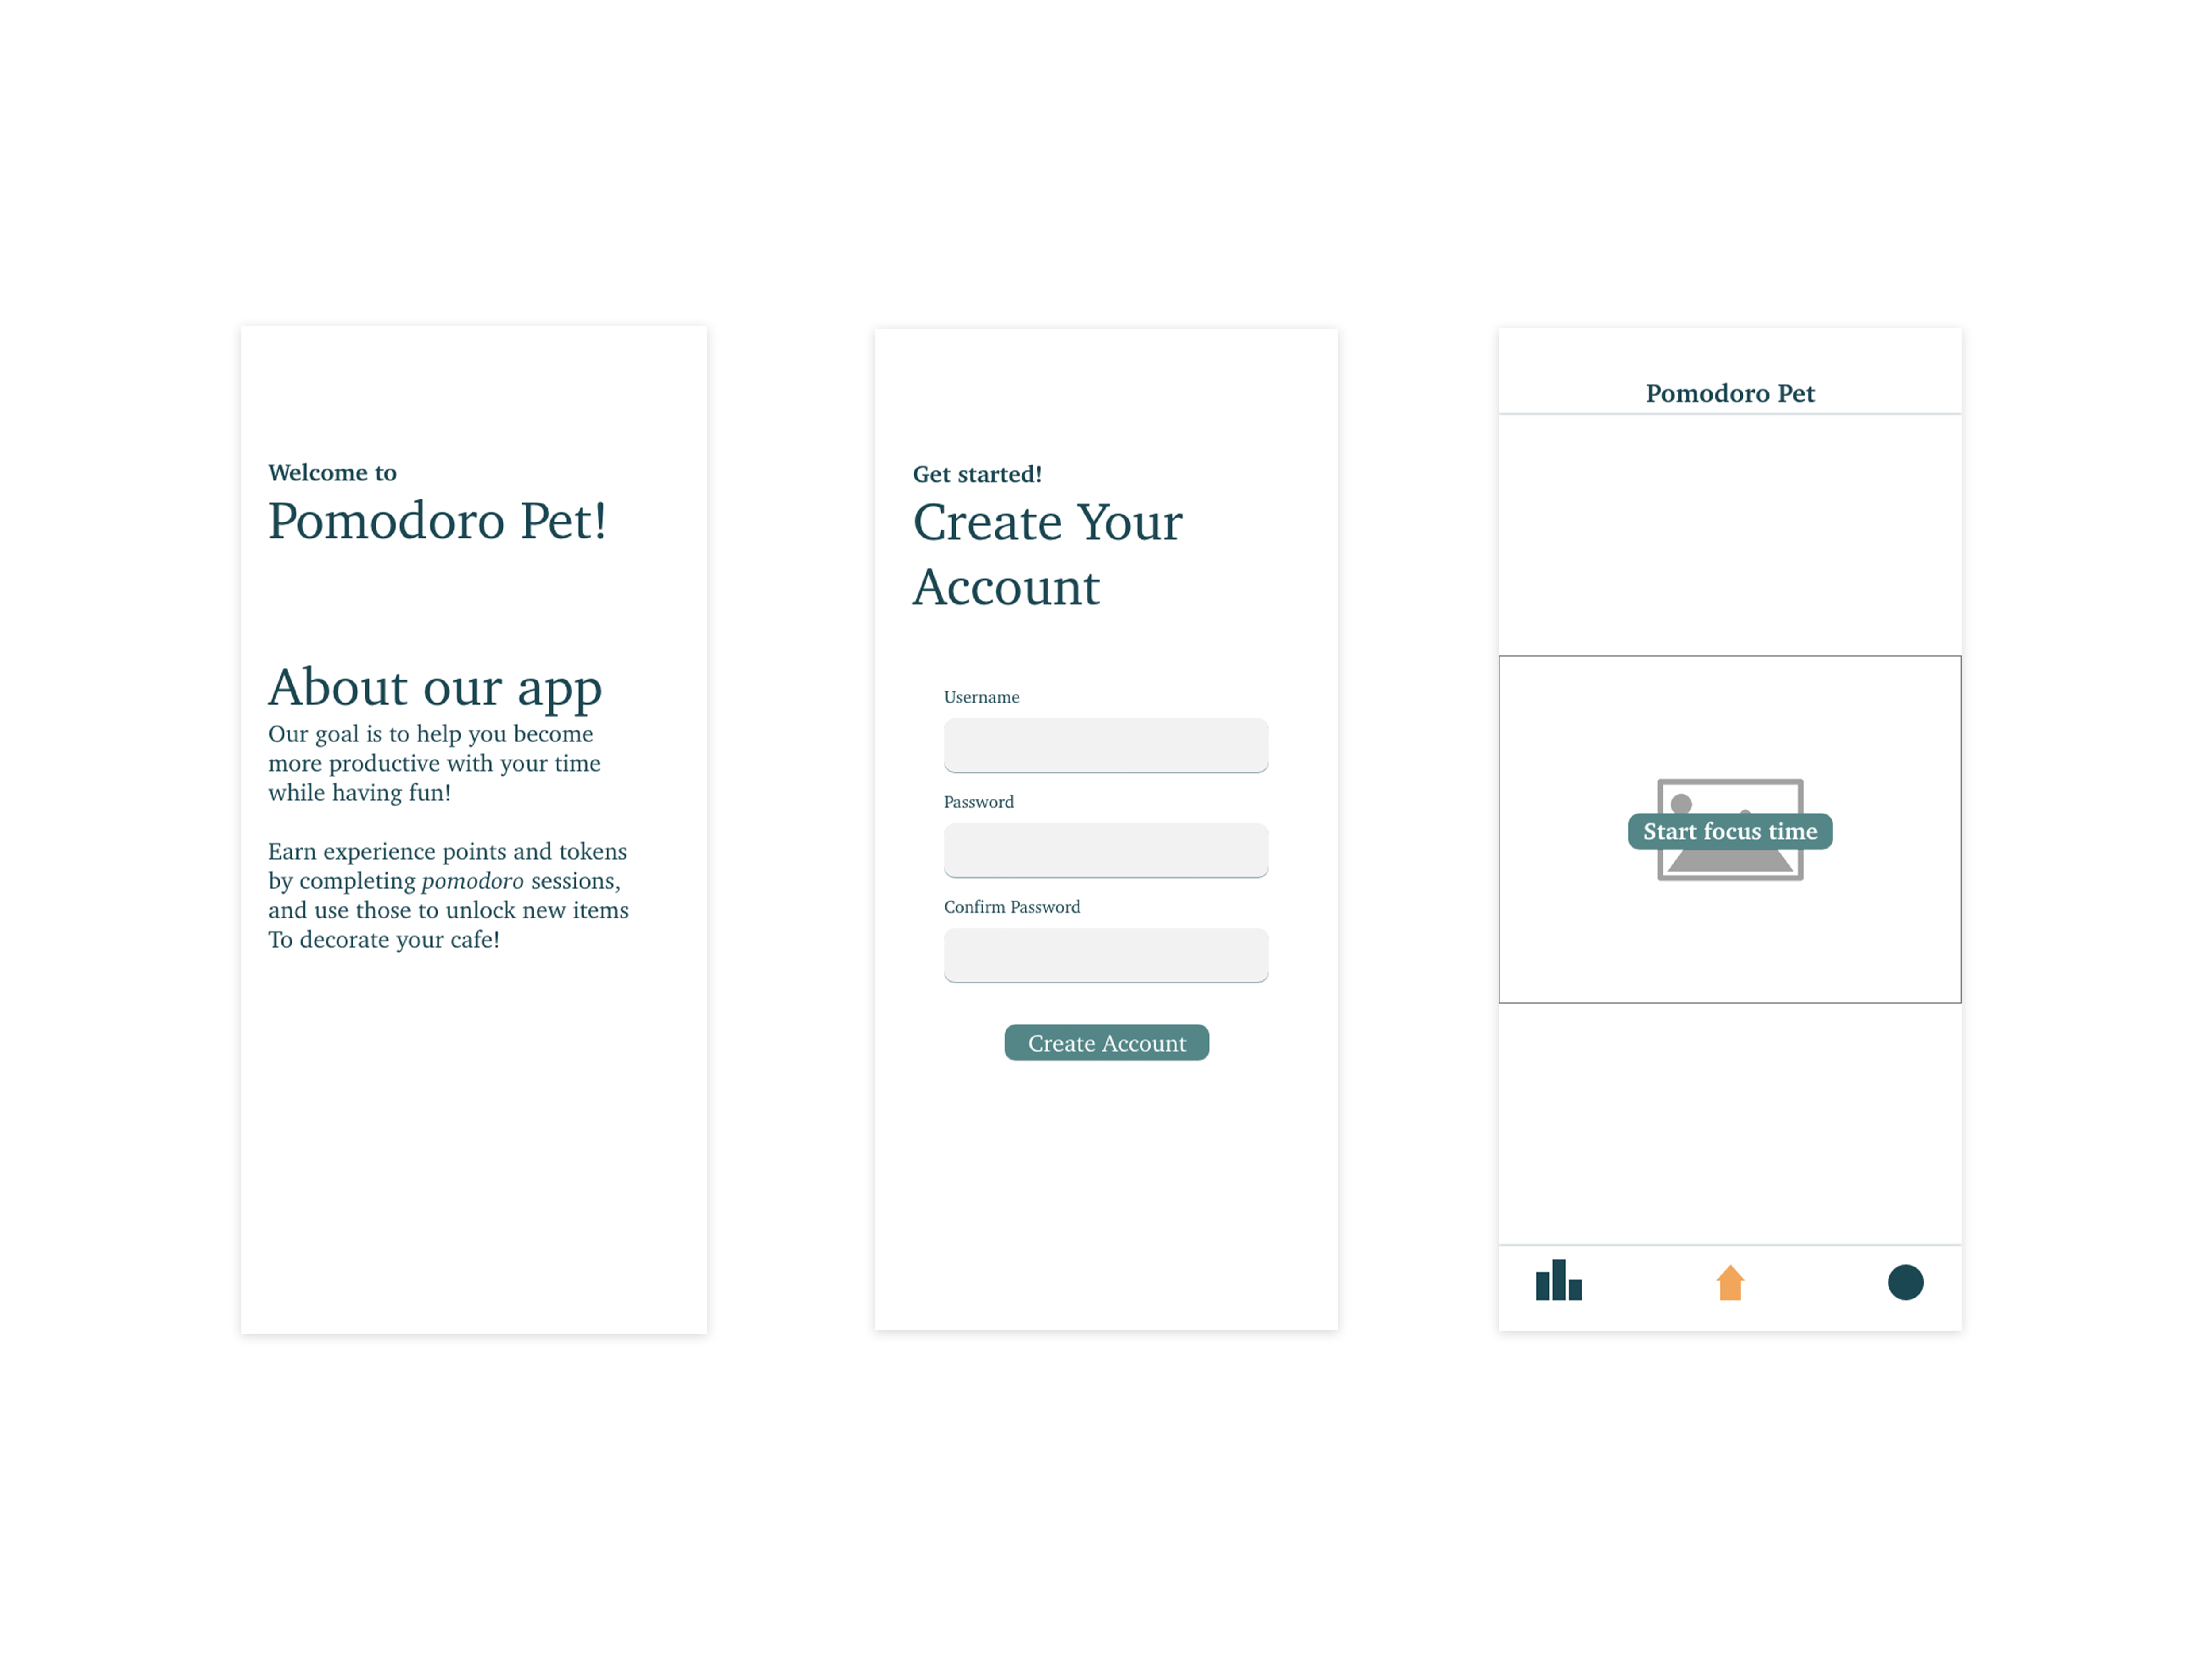 Welcome to
Pomodoro Pet!
About our app
Our goal is to help you become
more productive with your time
while having fun!
Earn experience points and tokens
by completing pomodoro sessions,
and use those to unlock new items
To decorate your cafe!
Get started!
Create Your
Account
Username
Password
Confirm Password
Create Account
Pomodoro Pet
Start focus time